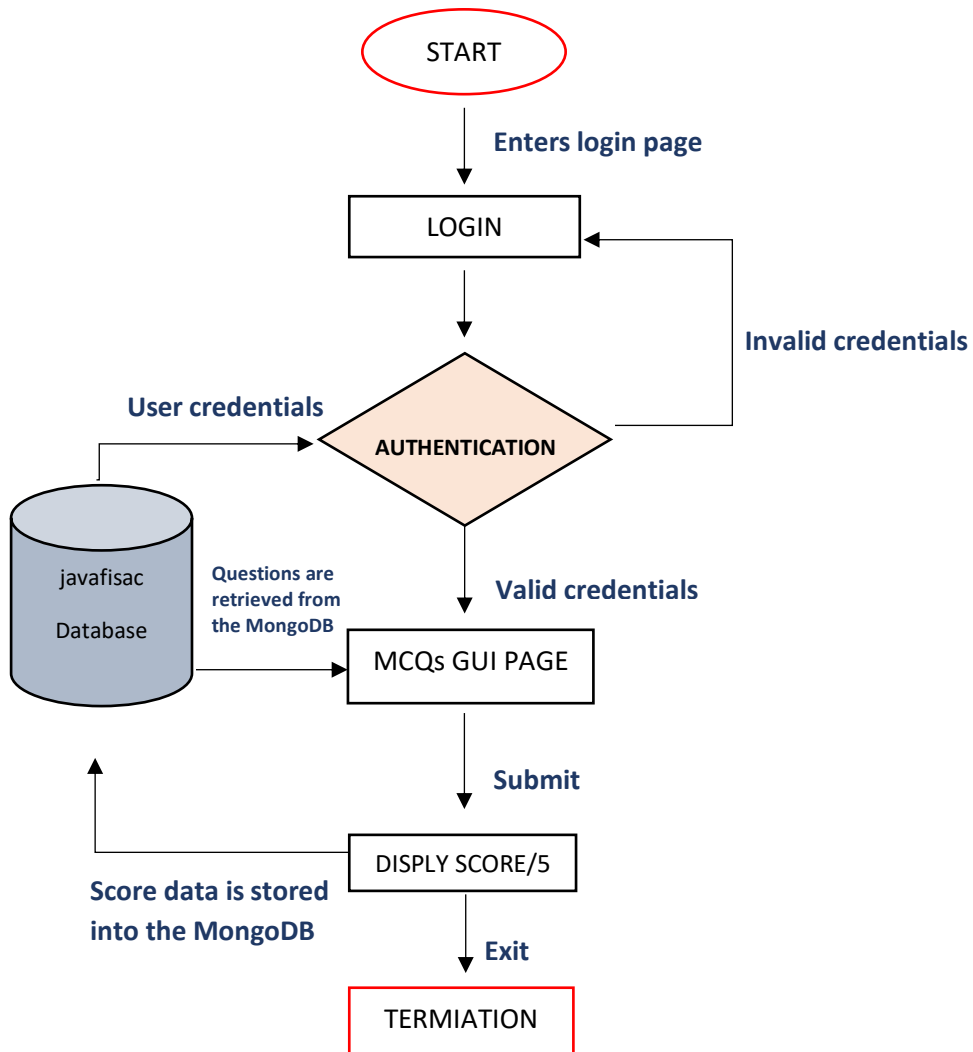 START
Enters login page
LOGIN
Invalid credentials
User credentials
AUTHENTICATION
javafisac
Database
Questions are
retrieved from
the MongoDB
Valid credentials
MCQs GUI PAGE
Submit
DISPLY SCORE/5
Score data is stored
into the MongoDB
Exit
TERMIATION